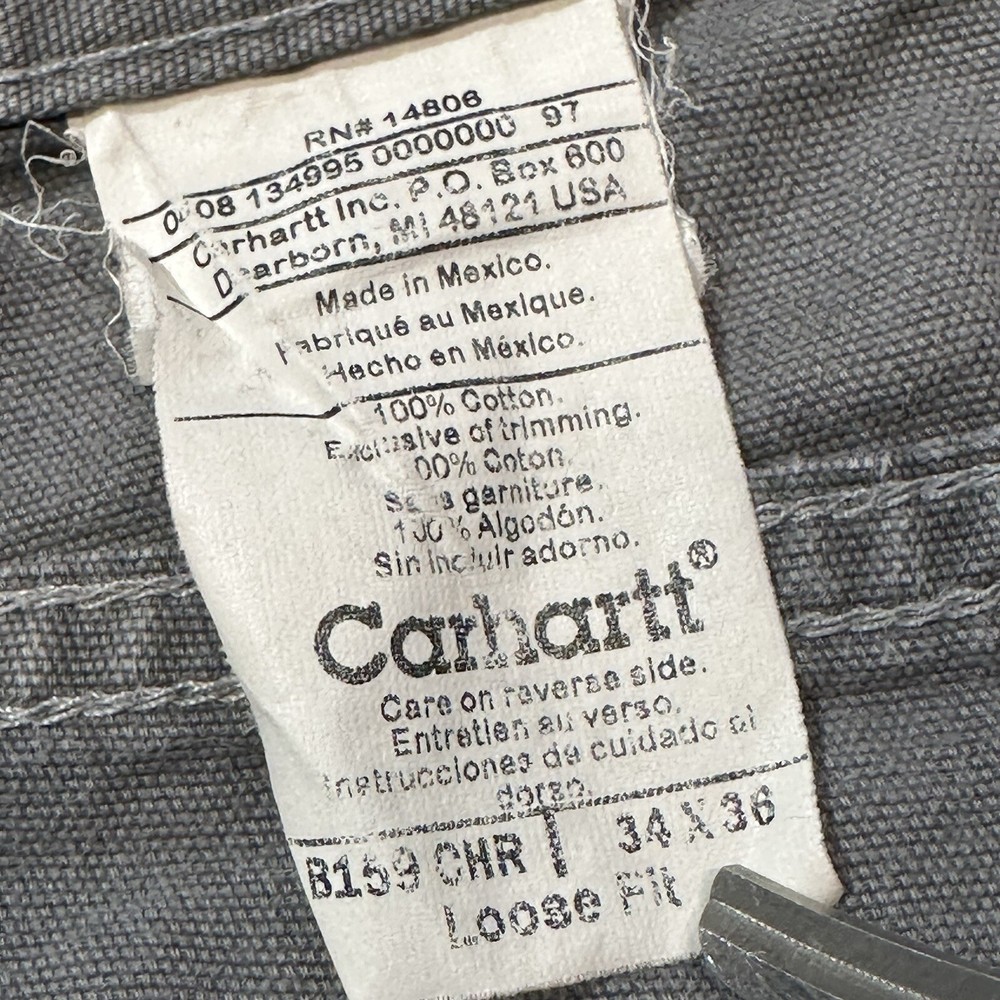 RN# 14806
08 134995 0000000 97
Carhartt Inc. P.O. Box 600
Dearborn, MI 48121 USA
Made in Mexico.
Fabriqué au Mexique.
Hecho en México.
100% Cotton.
Exclusive of trimming.
00% Coton.
Sans garniture.
100% Algodón.
Sin incluir adorno.
Carhartt®
Care on reverse side.
Entretien au verso.
Instrucciones de cuidado al
dorso.
B159 CHR | 34 X 36
Loose Fit